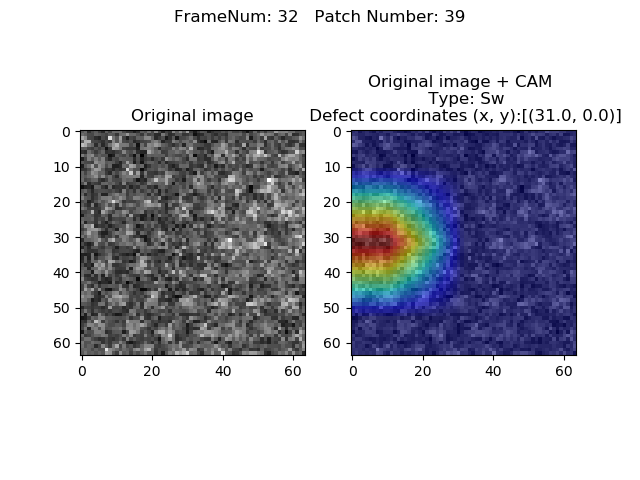 FrameNum: 32   Patch Number: 39
Original image
Original image + CAM
Type: Sw
Defect coordinates (x, y):[(31.0, 0.0)]
0
10
20
30
40
50
60
0 20 40 60
0
10
20
30
40
50
60
0 20 40 60